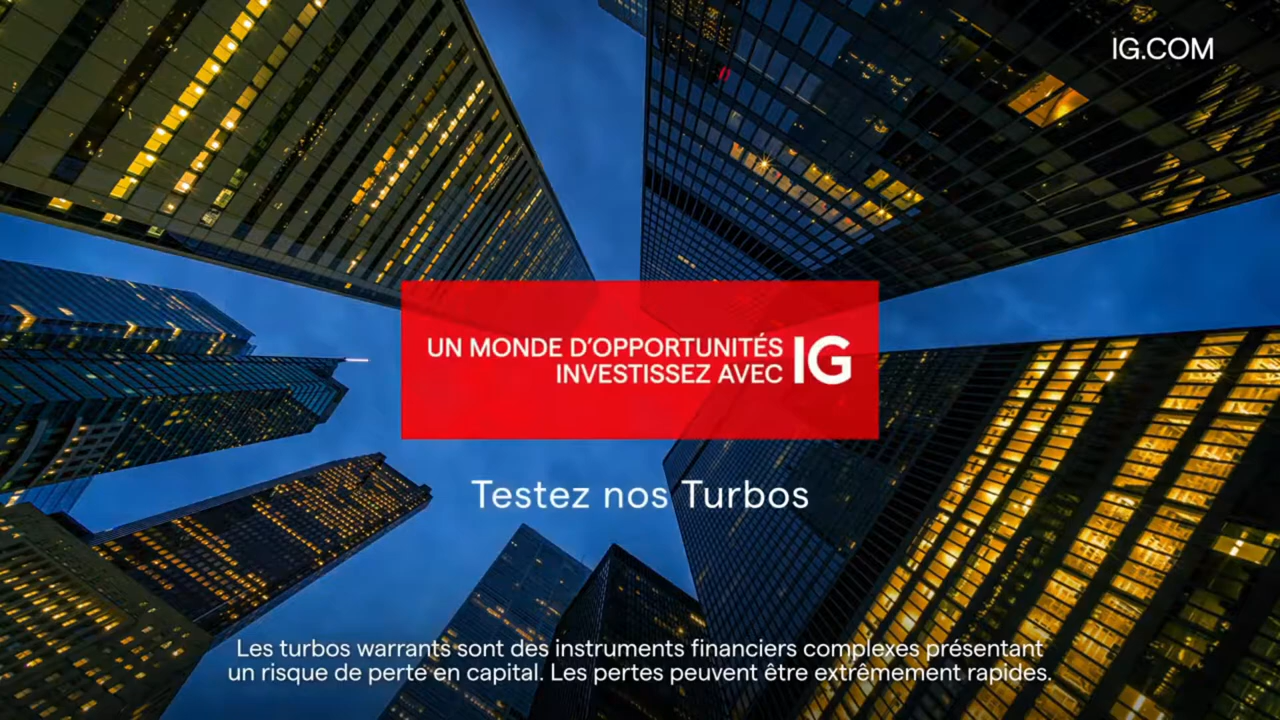 IG.COM
UN MONDE D'OPPORTUNITÉS
INVESTISSEZ AVEC IG
Testez nos Turbos
Les turbos warrants sont des instruments financiers complexes présentant
un risque de perte en capital. Les pertes peuvent être extrêmement rapides.